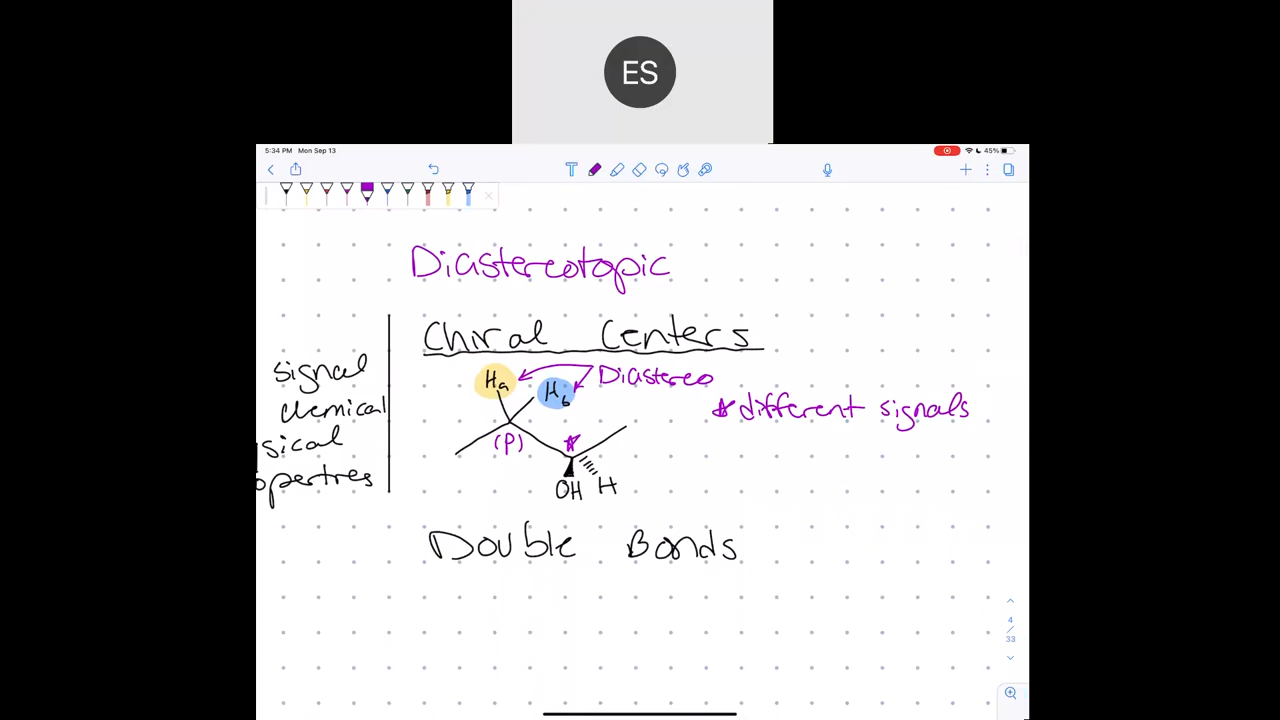 ES
5:34 PM Mon Sep 13
45%
T
Diastereotopic
Chiral Centers
signal
chemical
sical
opertres
Ha
Hb
Diastereo
*different signals
(P)
*
OH
H
Double Bonds
4
/
33